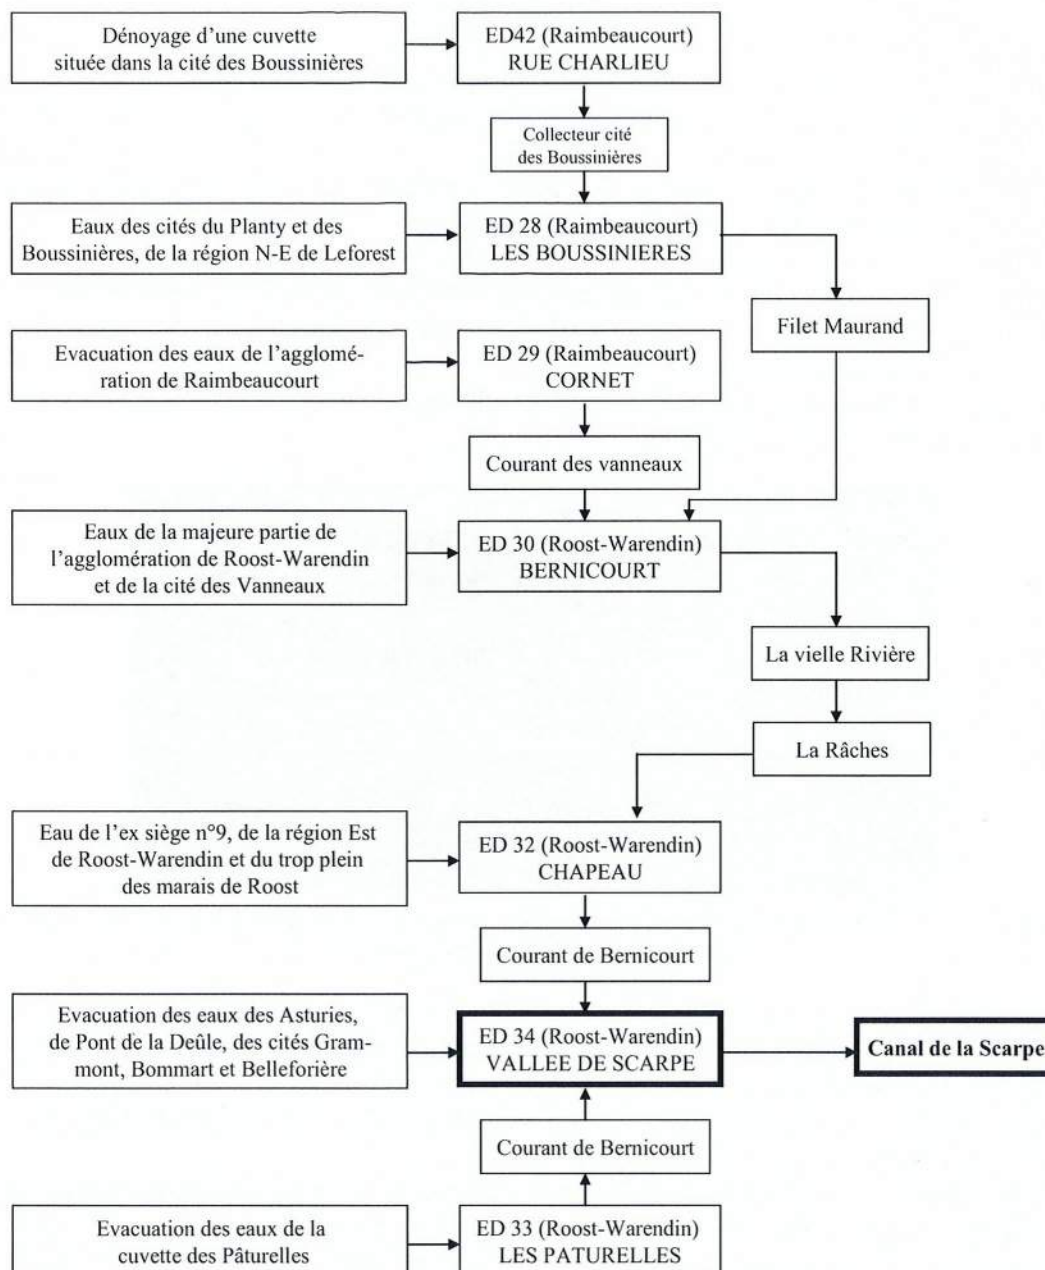 Dénoyage d'une cuvette
située dans la cité des Boussinières
ED42 (Raimbeaucourt)
RUE CHARLIEU
Collecteur cité
des Boussinières
Eaux des cités du Planty et des
Boussinières, de la région N-E de Leforest
ED 28 (Raimbeaucourt)
LES BOUSSINIERES
Filet Maurand
Evacuation des eaux de l'agglomé-
ration de Raimbeaucourt
ED 29 (Raimbeaucourt)
CORNET
Courant des vanneaux
Eaux de la majeure partie de
l'agglomération de Roost-Warendin
et de la cité des Vanneaux
ED 30 (Roost-Warendin)
BERNICOURT
La vielle Rivière
La Râches
Eau de l'ex siège n°9, de la région Est
de Roost-Warendin et du trop plein
des marais de Roost
ED 32 (Roost-Warendin)
CHAPEAU
Courant de Bernicourt
Evacuation des eaux des Asturies,
de Pont de la Deûle, des cités Gram-
mont, Bommart et Belleforière
ED 34 (Roost-Warendin)
VALLEE DE SCARPE
Canal de la Scarpe
Courant de Bernicourt
Evacuation des eaux de la
cuvette des Pâturelles
ED 33 (Roost-Warendin)
LES PATURELLES